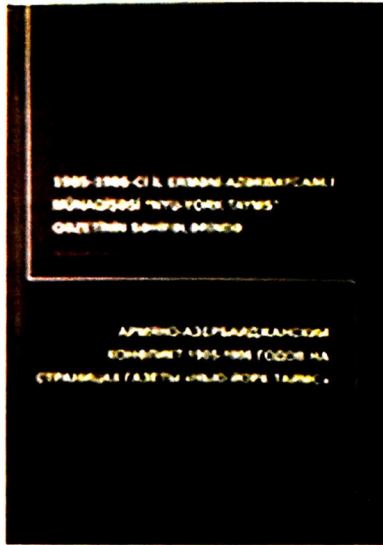 1905-1906-CI İL ERMƏNİ-AZƏRBAYCANLI
MÜNAQİŞƏSİ "NYU-YORK TAYMS"
QƏZETİNİN SƏHİFƏLƏRİNDƏ
АРМЯНО-АЗЕРБАЙДЖАНСКИЙ
КОНФЛИКТ 1905-1906 ГОДОВ НА
СТРАНИЦАХ ГАЗЕТЫ «НЬЮ-ЙОРК ТАЙМС»